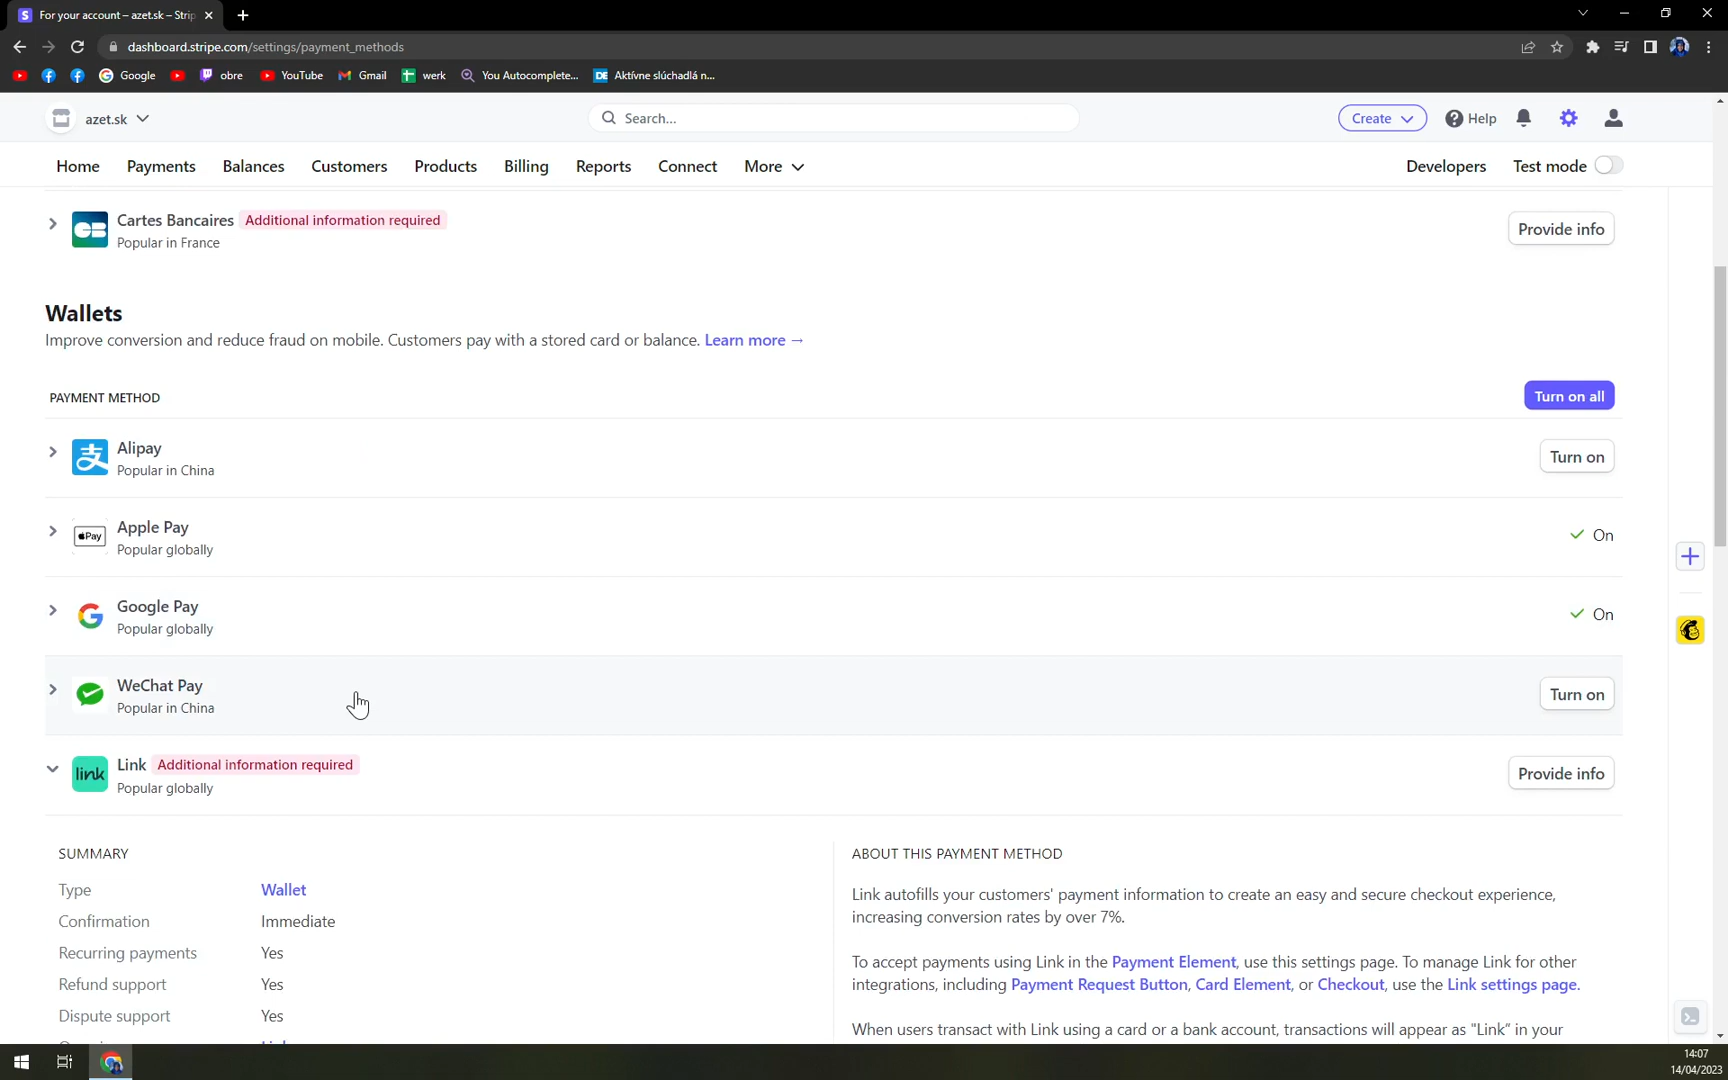 For your account – azet.sk – Strip
dashboard.stripe.com/settings/payment_methods
Google
obre
YouTube
Gmail
werk
You Autocomplete...
DE
Aktívne slúchadlá n...
azet.sk
Search...
Create
Help
Home
Payments
Balances
Customers
Products
Billing
Reports
Connect
More
Developers
Test mode
Cartes Bancaires
Additional information required
Popular in France
Provide info
Wallets
Improve conversion and reduce fraud on mobile. Customers pay with a stored card or balance. Learn more →
PAYMENT METHOD
Turn on all
支
Alipay
Popular in China
Turn on
Pay
Apple Pay
Popular globally
On
Google Pay
Popular globally
On
WeChat Pay
Popular in China
Turn on
link
Link
Additional information required
Popular globally
Provide info
SUMMARY
Type
Wallet
Confirmation
Immediate
Recurring payments
Yes
Refund support
Yes
Dispute support
Yes
ABOUT THIS PAYMENT METHOD
Link autofills your customers' payment information to create an easy and secure checkout experience,
increasing conversion rates by over 7%.
To accept payments using Link in the Payment Element, use this settings page. To manage Link for other
integrations, including Payment Request Button, Card Element, or Checkout, use the Link settings page.
When users transact with Link using a card or a bank account, transactions will appear as "Link" in your
14:07
14/04/2023